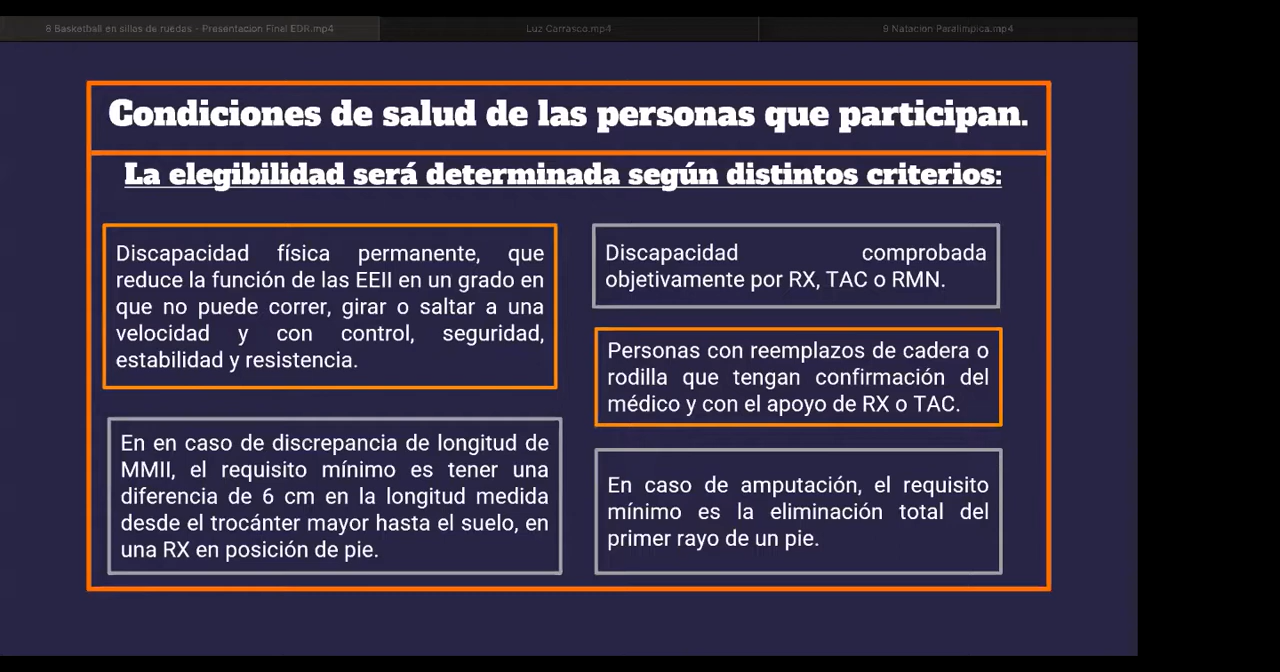 8 Basketball en sillas de ruedas - Presentacion Final EDR.mp4
Luz Carrasco.mp4
9 Natacion Paralimpica.mp4
Condiciones de salud de las personas que participan.
La elegibilidad será determinada según distintos criterios:
Discapacidad física permanente, que
reduce la función de las EEII en un grado en
que no puede correr, girar o saltar a una
velocidad y con control, seguridad,
estabilidad y resistencia.
En en caso de discrepancia de longitud de
MMII, el requisito mínimo es tener una
diferencia de 6 cm en la longitud medida
desde el trocánter mayor hasta el suelo, en
una RX en posición de pie.
Discapacidad comprobada
objetivamente por RX, TAC o RMN.
Personas con reemplazos de cadera o
rodilla que tengan confirmación del
médico y con el apoyo de RX o TAC.
En caso de amputación, el requisito
mínimo es la eliminación total del
primer rayo de un pie.